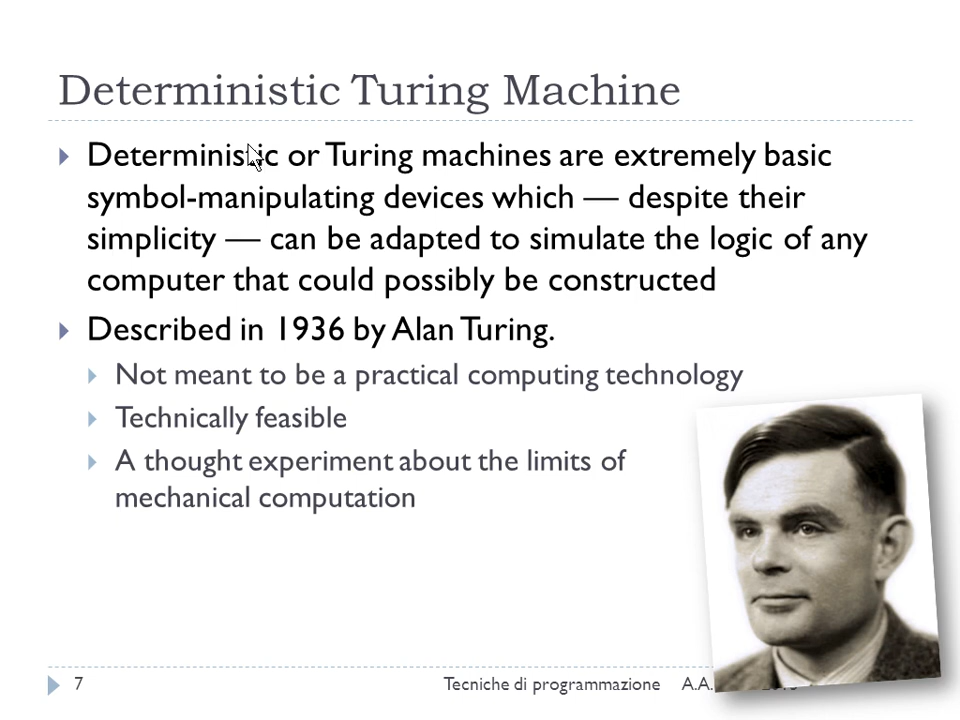 Deterministic Turing Machine
Deterministic or Turing machines are extremely basic
symbol-manipulating devices which — despite their
simplicity — can be adapted to simulate the logic of any
computer that could possibly be constructed
Described in 1936 by Alan Turing.
Not meant to be a practical computing technology
Technically feasible
A thought experiment about the limits of
mechanical computation
7
Tecniche di programmazione
A.A.